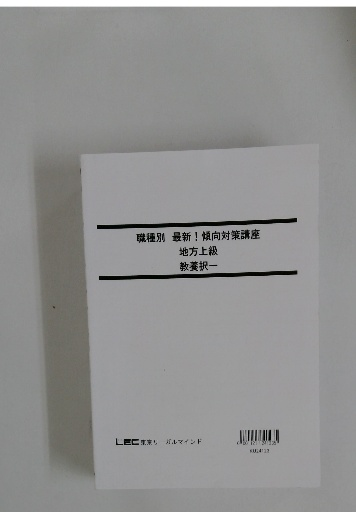 職種別 最新！傾向対策講座
地方上級
教養択一
LEC東京リーガルマインド